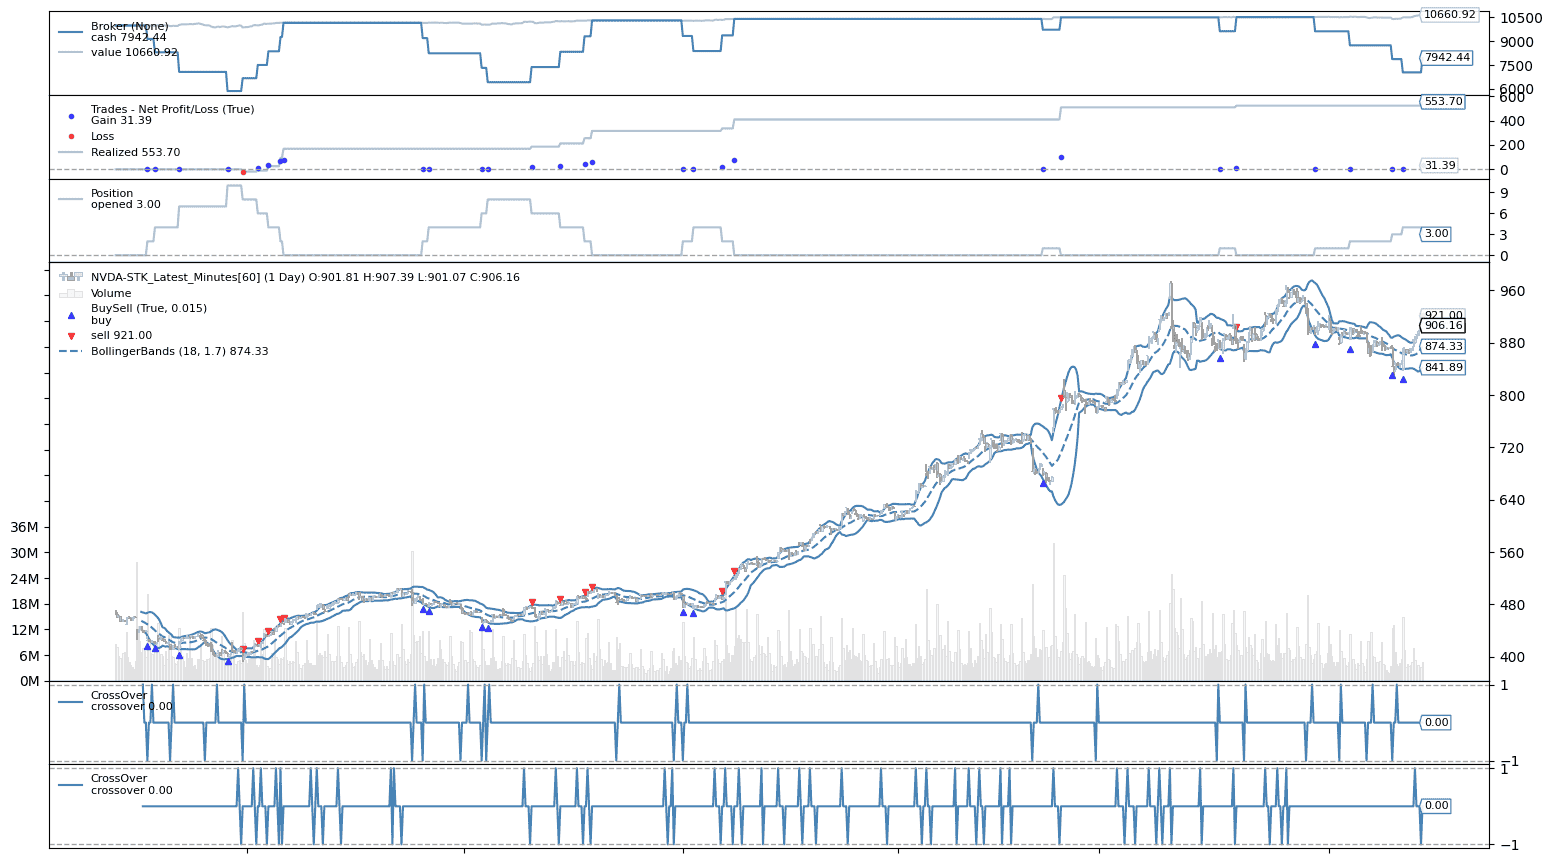 Broker (None)
cash 7942.44
value 10660.92
10660.92
7942.44
10500
9000
7500
6000
Trades - Net Profit/Loss (True)
Gain 31.39
Loss
Realized 553.70
553.70
31.39
600
400
200
0
Position
opened 3.00
3.00
9
6
3
0
NVDA-STK_Latest_Minutes[60] (1 Day) O:901.81 H:907.39 L:901.07 C:906.16
Volume
BuySell (True, 0.015)
buy
sell 921.00
BollingerBands (18, 1.7) 874.33
921.00
906.16
874.33
841.89
960
880
800
720
640
560
480
400
36M
30M
24M
18M
12M
6M
0M
CrossOver
crossover 0.00
0.00
1
−1
CrossOver
crossover 0.00
0.00
1
−1